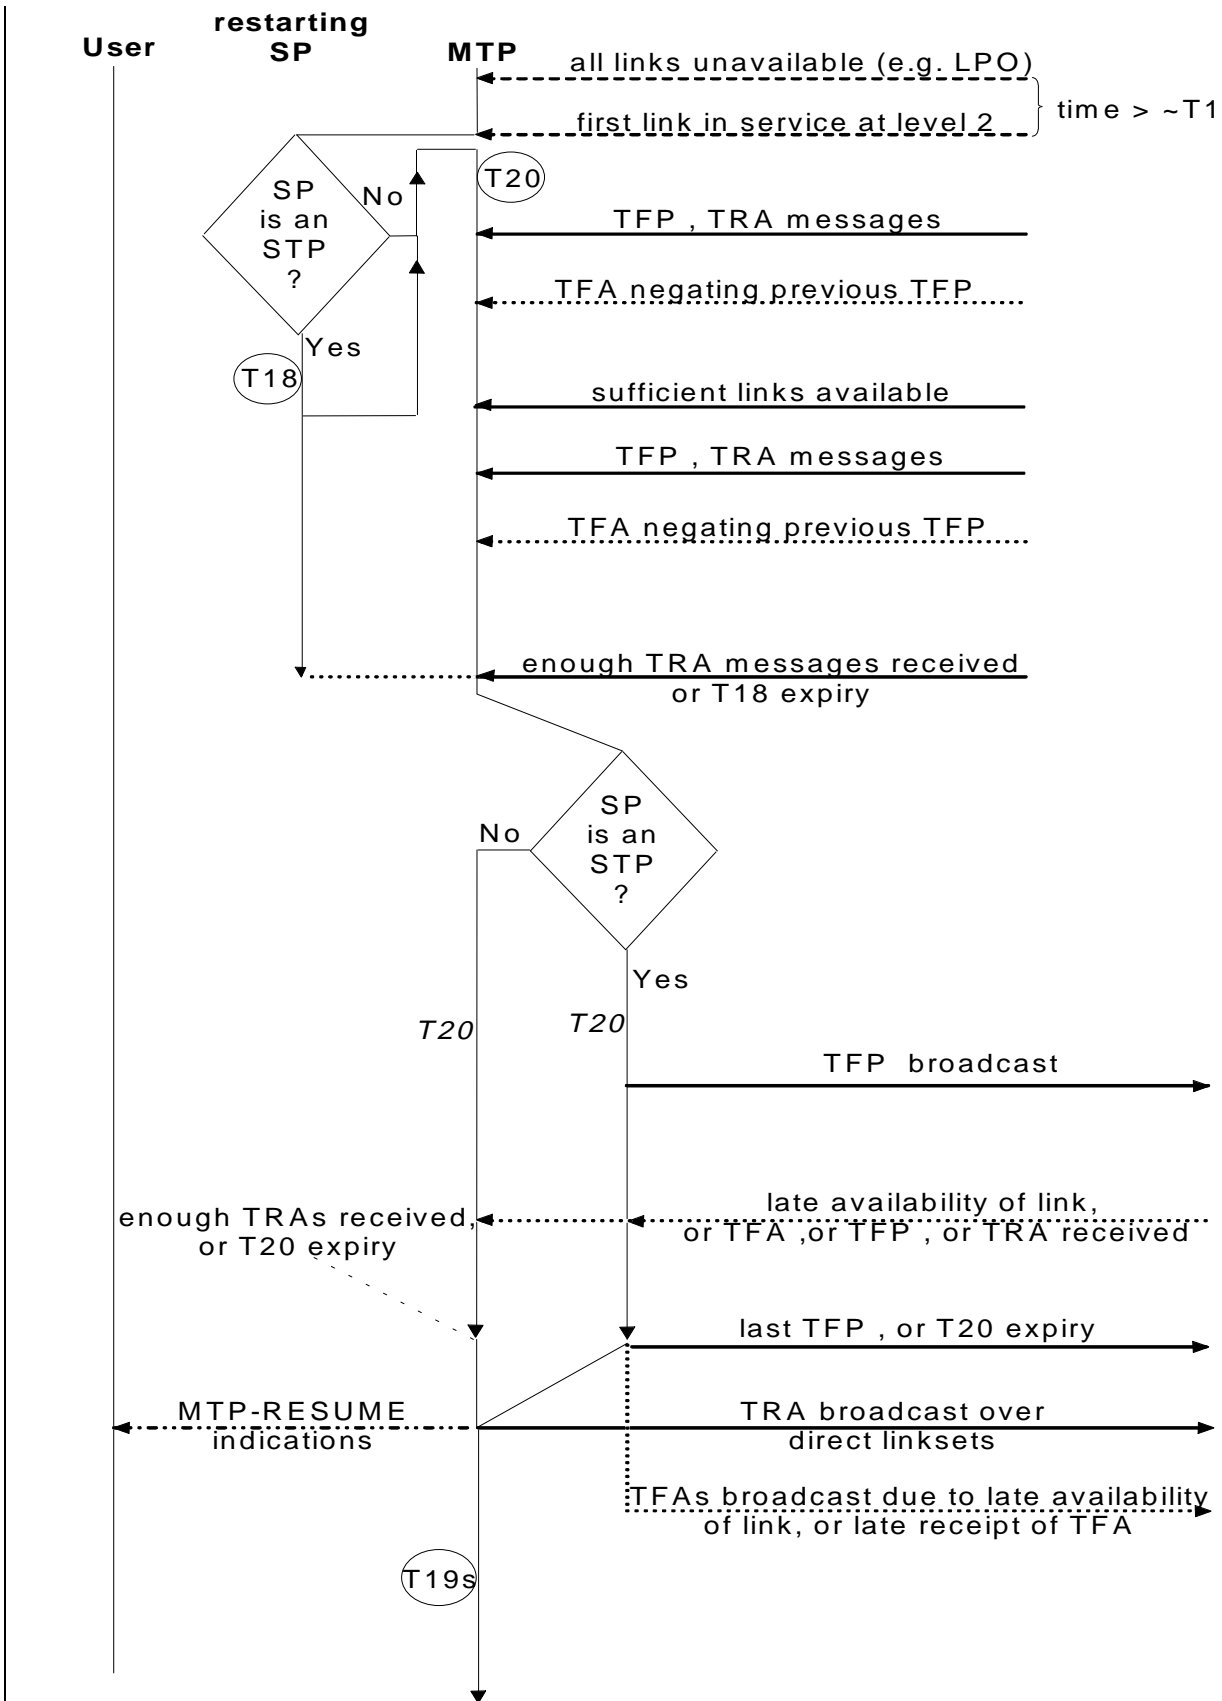 restarting
User SP MTP
all links unavailable (e.g. LPO)
time > ~T1
first link in service at level 2
T20
SP
is an
STP
?
No
TFP , TRA messages
TFA negating previous TFP
Yes
T18
sufficient links available
TFP , TRA messages
TFA negating previous TFP
enough TRA messages received
or T18 expiry
SP
is an
STP
?
No
Yes
T20 T20
TFP broadcast
enough TRAs received,
or T20 expiry
late availability of link,
or TFA ,or TFP , or TRA received
last TFP , or T20 expiry
MTP-RESUME
indications
TRA broadcast over
direct linksets
TFAs broadcast due to late availability
of link, or late receipt of TFA
T19s